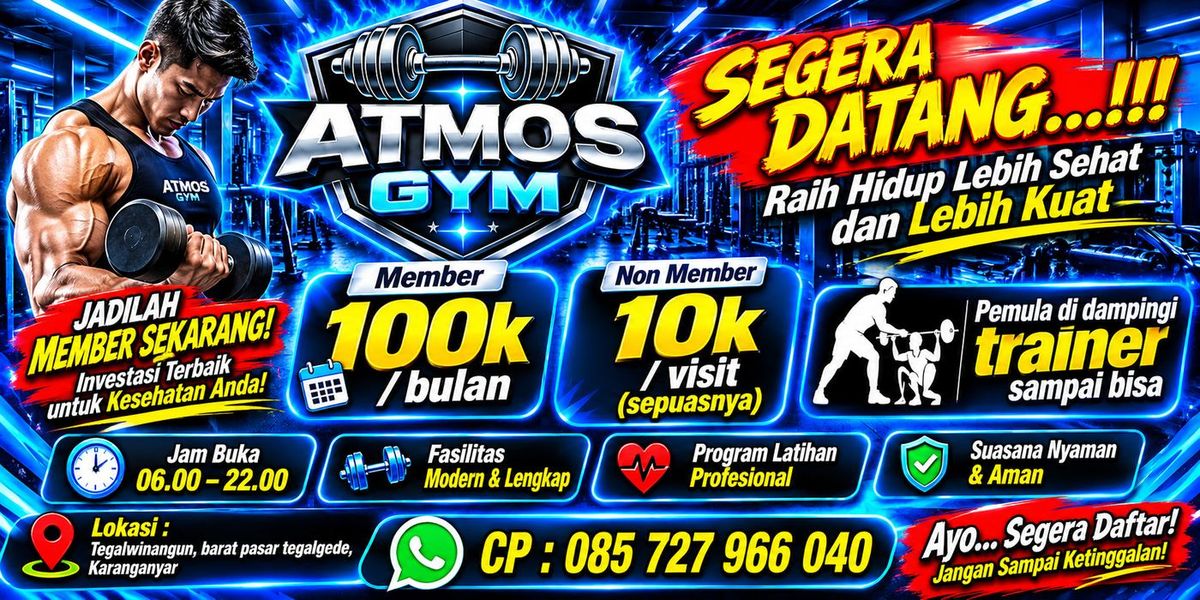 ATMOS
GYM
ATMOS
GYM
SEGERA
DATANG...!!!
Raih Hidup Lebih Sehat
dan Lebih Kuat
JADILAH
MEMBER SEKARANG!
Investasi Terbaik
untuk Kesehatan Anda!
Member
100k
/ bulan
Non Member
10k
/ visit
(sepuasnya)
Pemula di dampingi
trainer
sampai bisa
Jam Buka
06.00 – 22.00
Fasilitas
Modern & Lengkap
Program Latihan
Profesional
Suasana Nyaman
& Aman
Lokasi :
Tegalwinangun, barat pasar tegalgede,
Karanganyar
CP : 085 727 966 040
Ayo... Segera Daftar!
Jangan Sampai Ketinggalan!